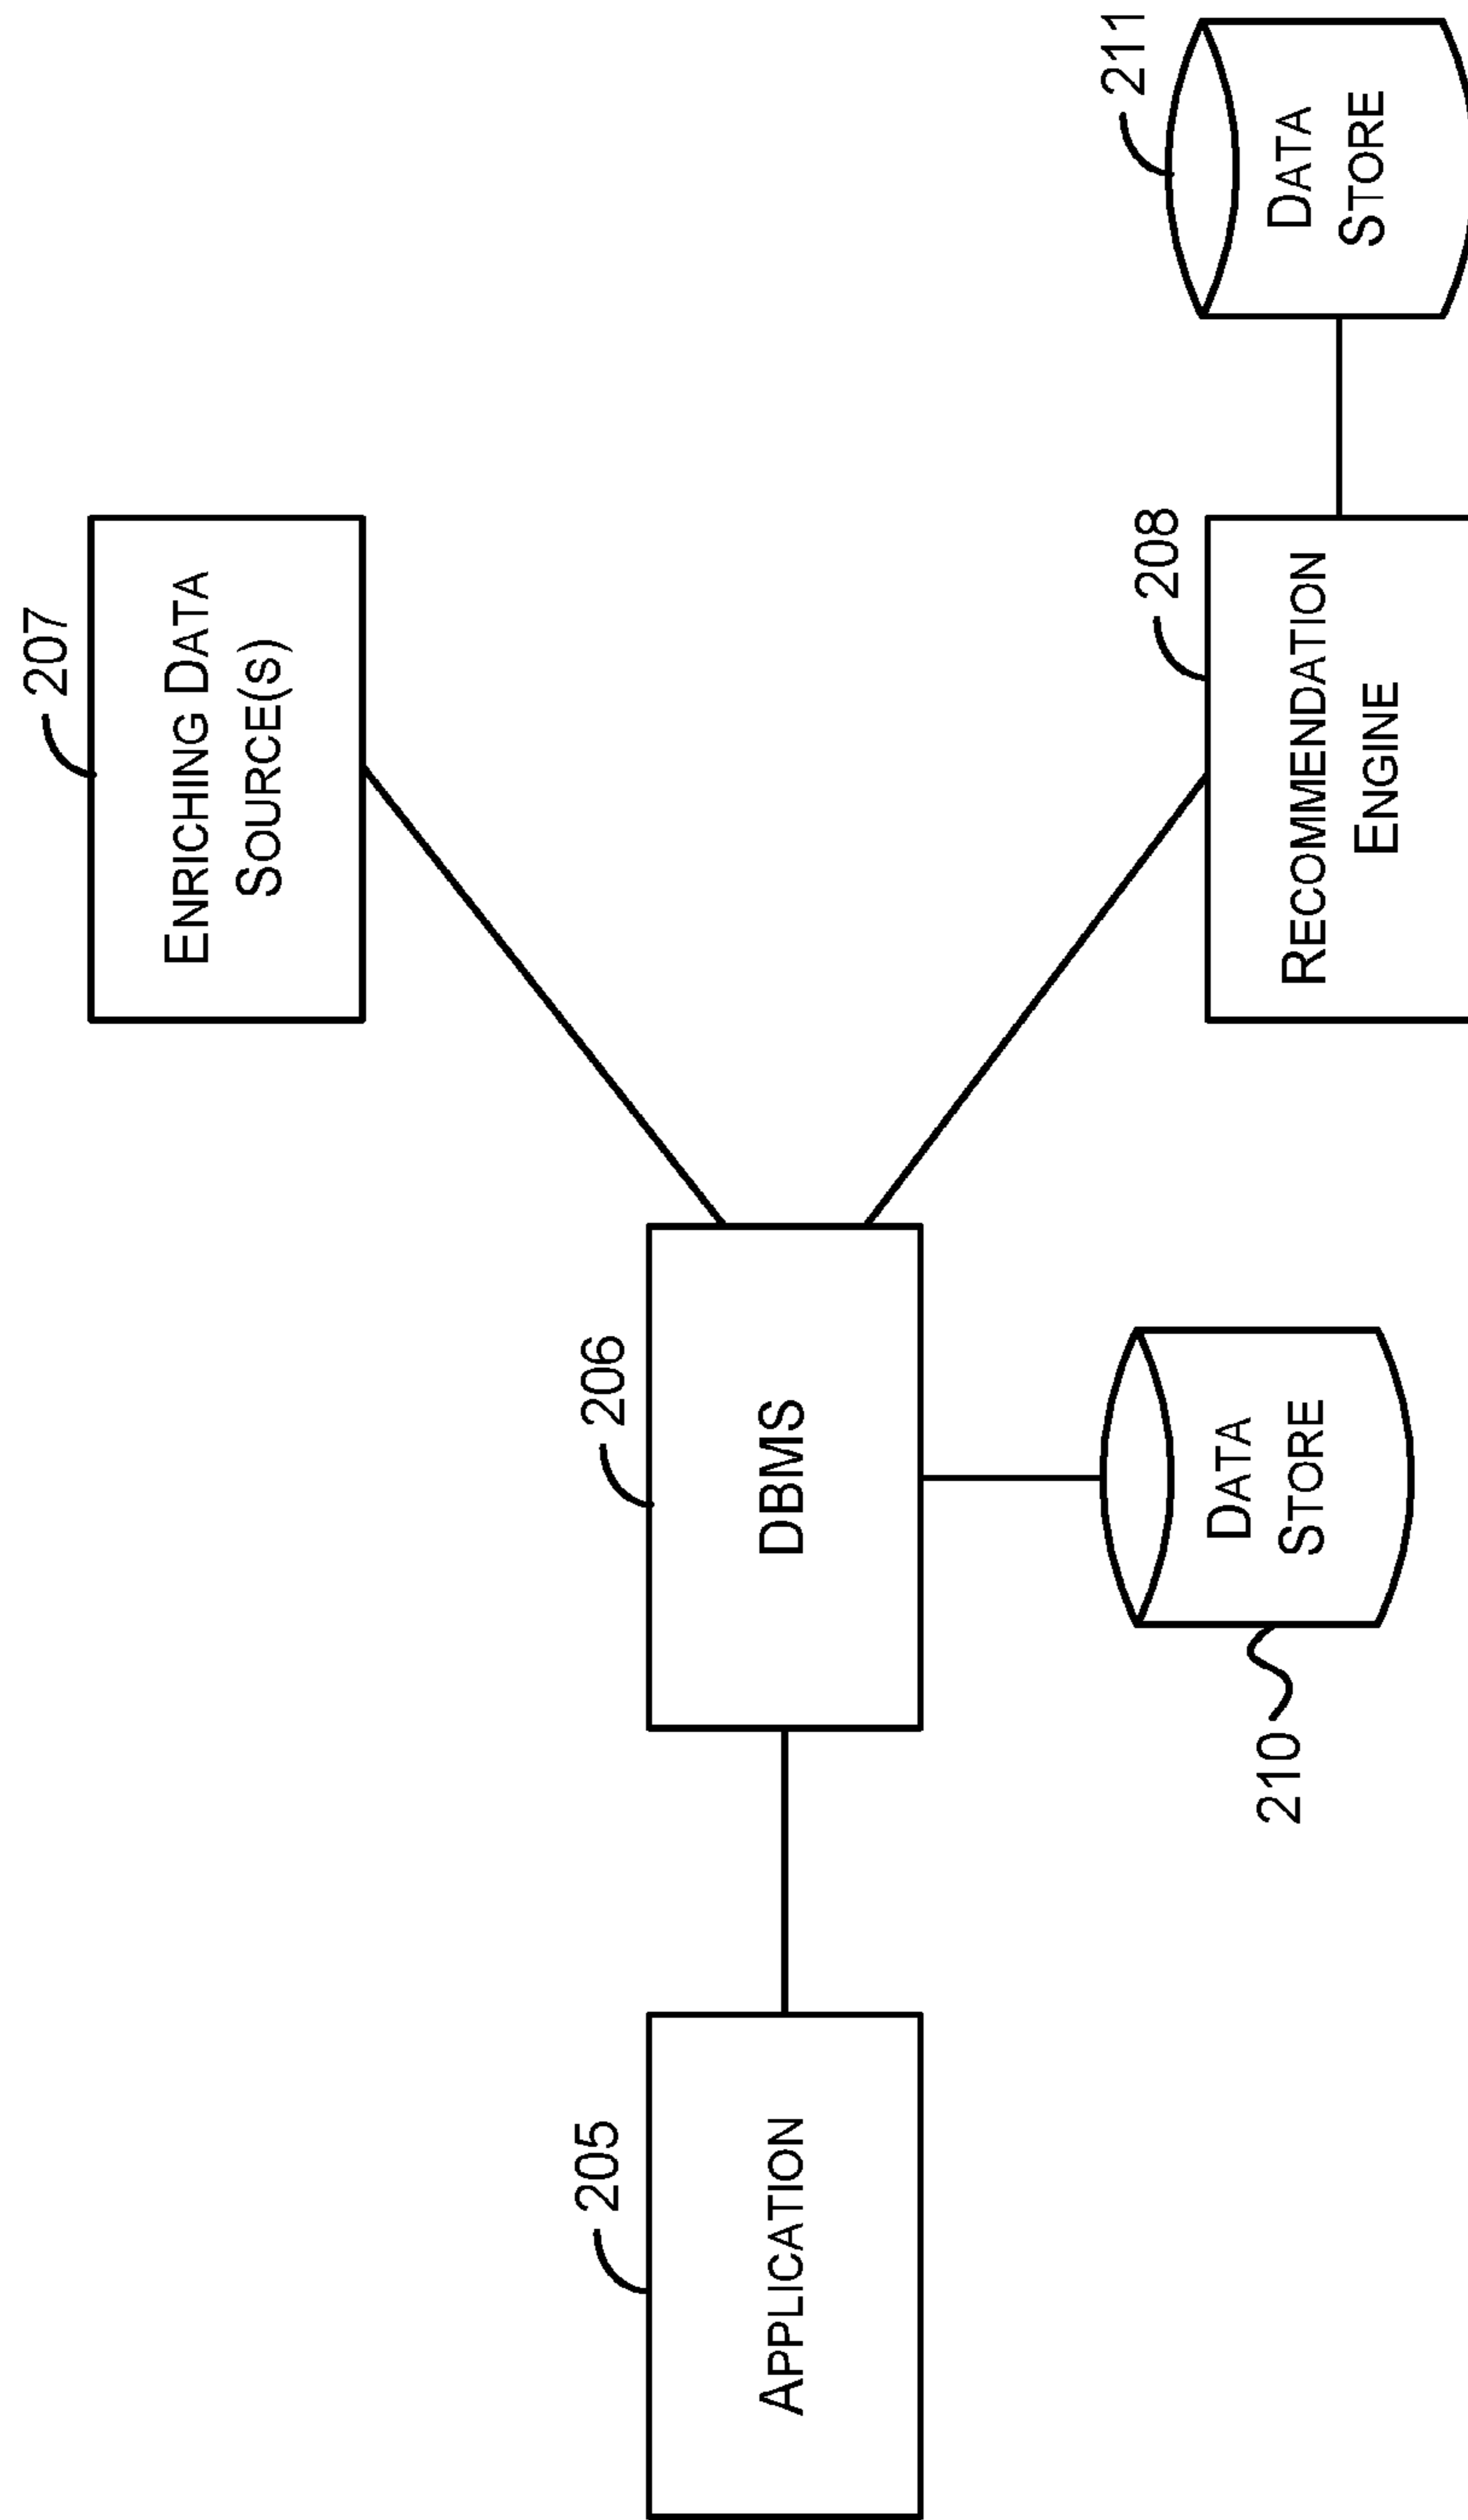 207
ENRICHING DATA
SOURCE(S)
205
APPLICATION
206
DBMS
210
DATA
STORE
208
RECOMMENDATION
ENGINE
211
DATA
STORE